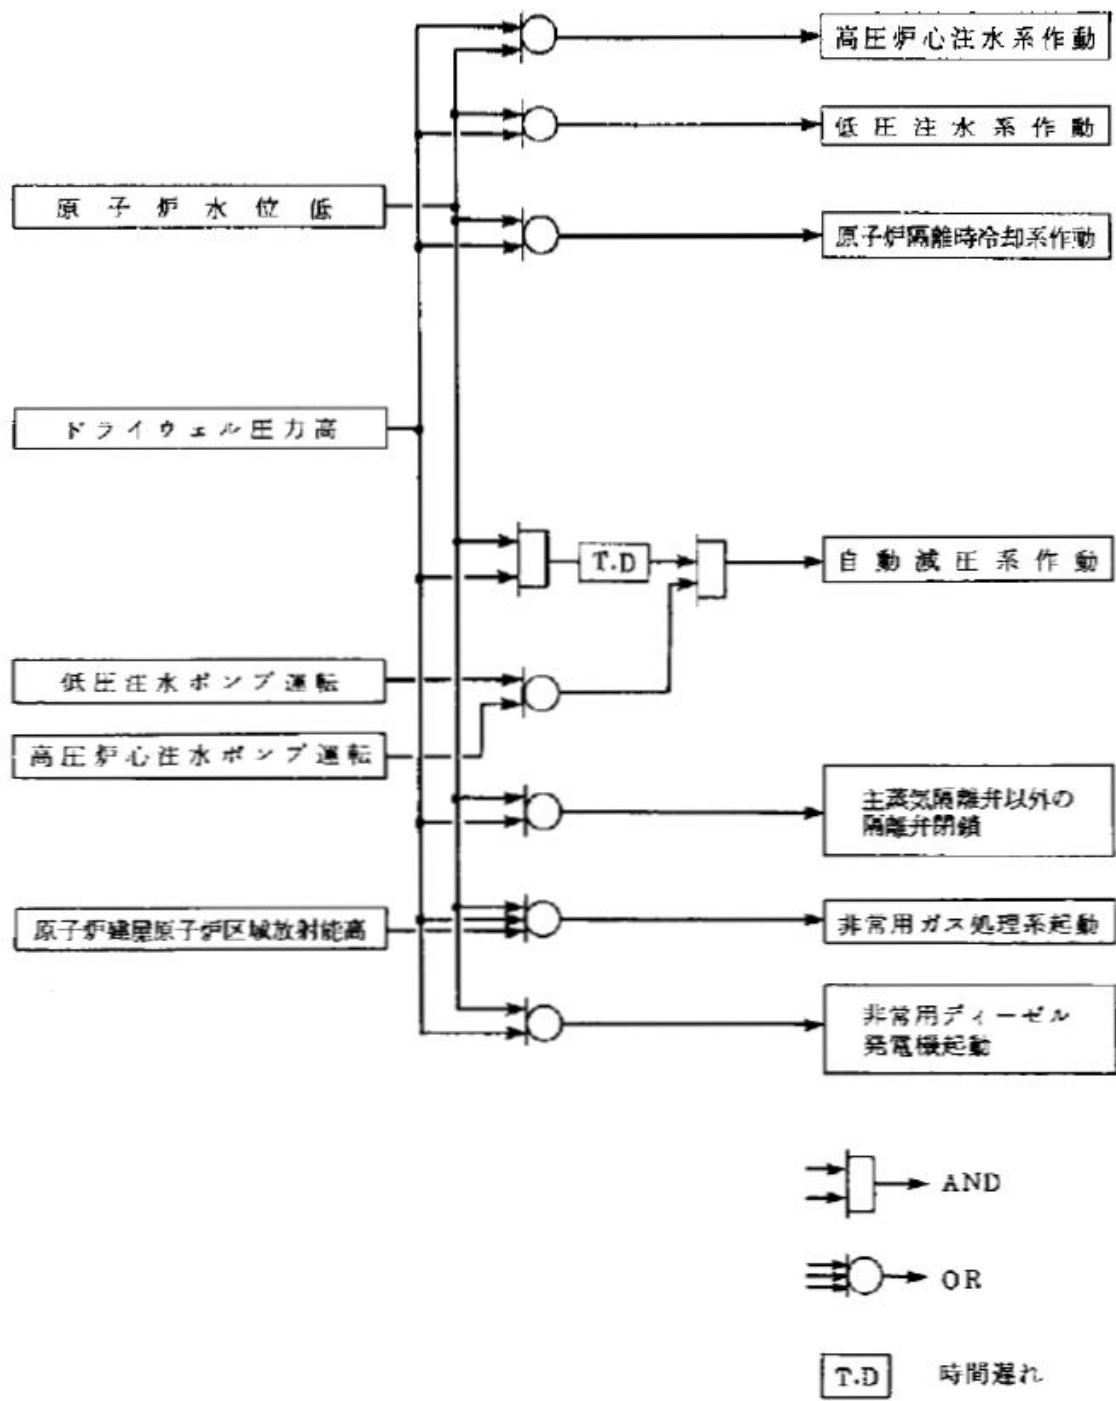 高圧炉心注水系作動
低圧注水系作動
原子炉水位低
原子炉隔離時冷却系作動
ドライウェル圧力高
T.D
自動減圧系作動
低圧注水ポンプ運転
高圧炉心注水ポンプ運転
主蒸気隔離弁以外の
隔離弁閉鎖
原子炉建屋原子炉区域放射能高
非常用ガス処理系起動
非常用ディーゼル
発電機起動
AND
OR
T.D 時間遅れ